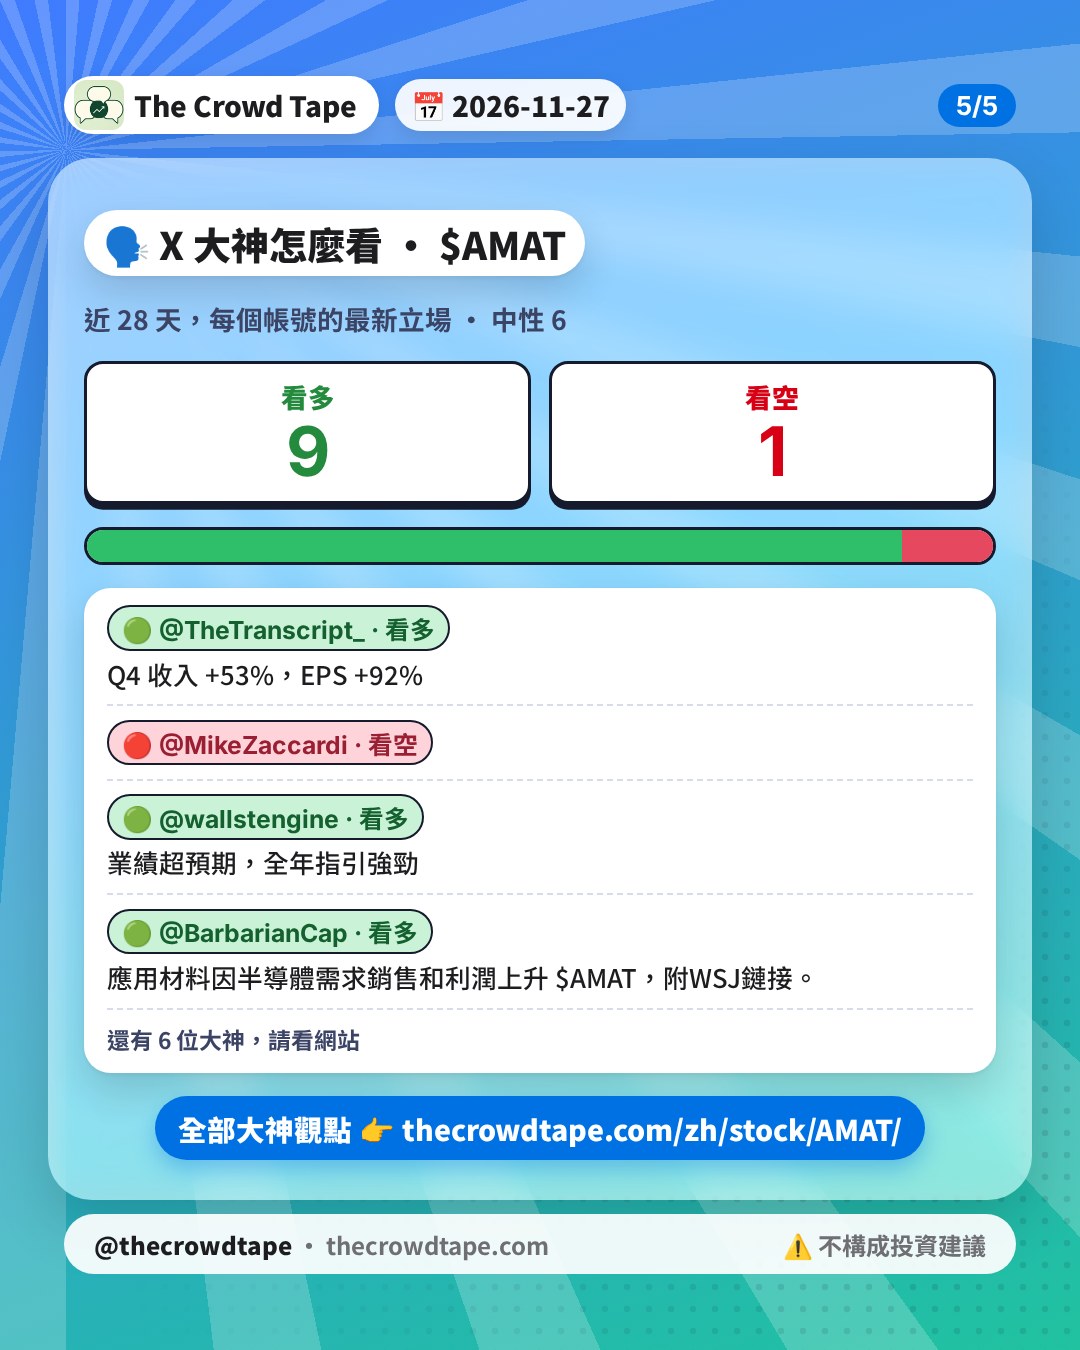 The Crowd Tape
July 17 2026-11-27
5/5
X 大神怎麼看 · $AMAT
近 28 天，每個帳號的最新立場 · 中性 6
看多
9
看空
1
@TheTranscript_ · 看多
Q4 收入 +53%，EPS +92%
@MikeZaccardi · 看空
@wallstengine · 看多
業績超預期，全年指引強勁
@BarbarianCap · 看多
應用材料因半導體需求銷售和利潤上升 $AMAT，附WSJ鏈接。
還有 6 位大神，請看網站
全部大神觀點 👉 thecrowdtape.com/zh/stock/AMAT/
@thecrowdtape · thecrowdtape.com
⚠️ 不構成投資建議